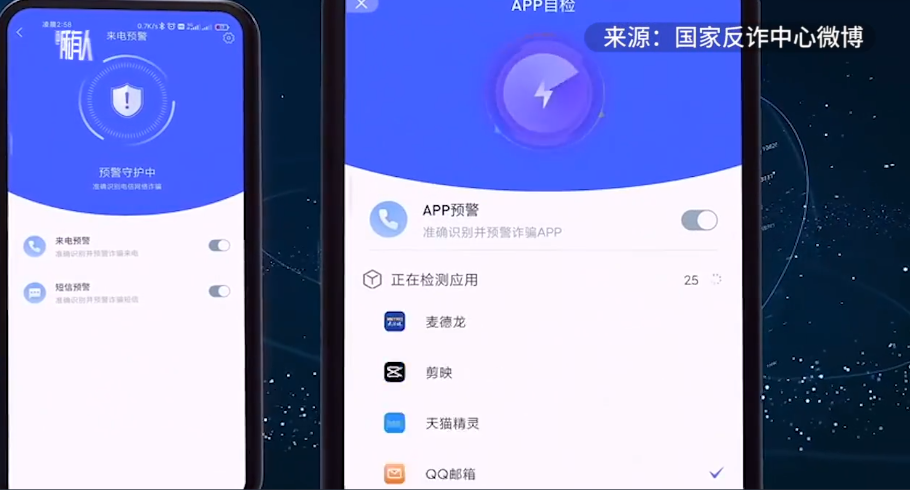 来源：国家反诈中心微博
凌晨2:58
0.7K/s
来电预警
预警守护中
准确识别电信网络诈骗
来电预警
准确识别并预警诈骗来电
短信预警
准确识别并预警诈骗短信
APP自检
APP预警
准确识别并预警诈骗APP
正在检测应用 25
麦德龙
剪映
天猫精灵
QQ邮箱